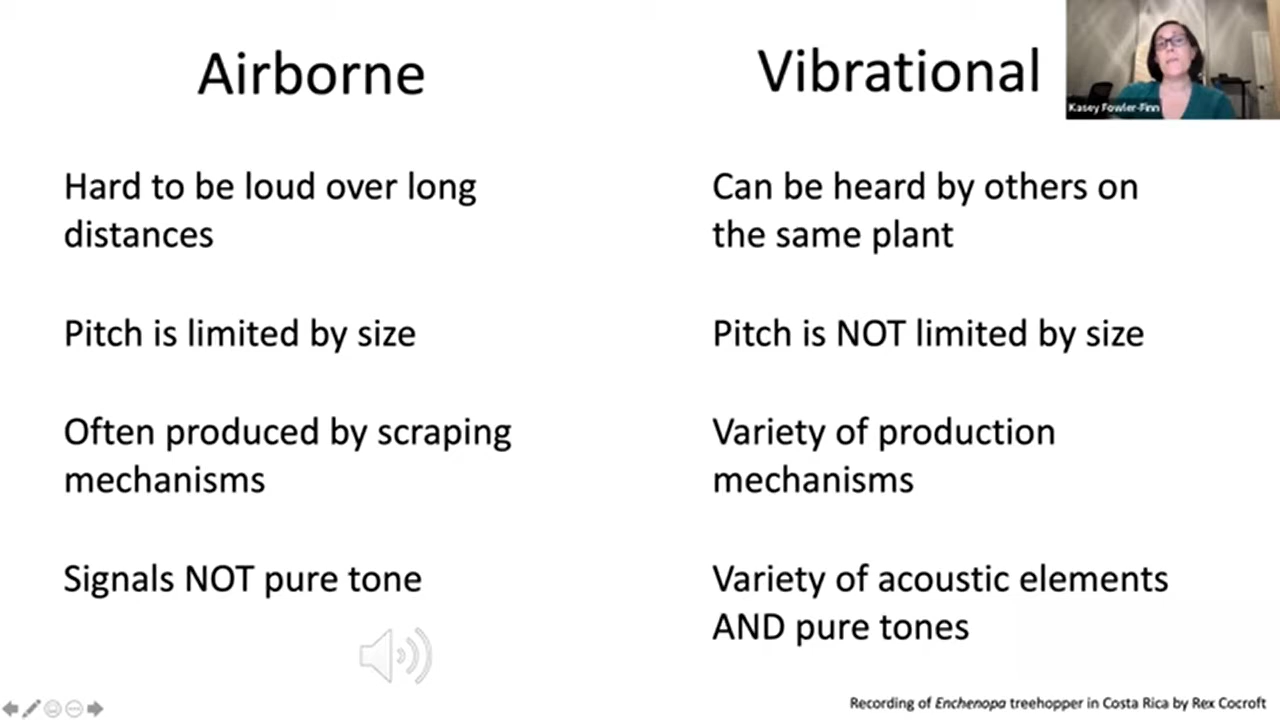 Airborne
Vibrational
Kasey Fowler-Finn
Hard to be loud over long
distances
Can be heard by others on
the same plant
Pitch is limited by size
Pitch is NOT limited by size
Often produced by scraping
mechanisms
Variety of production
mechanisms
Signals NOT pure tone
Variety of acoustic elements
AND pure tones
Recording of Enchenopa treehopper in Costa Rica by Rex Cocroft